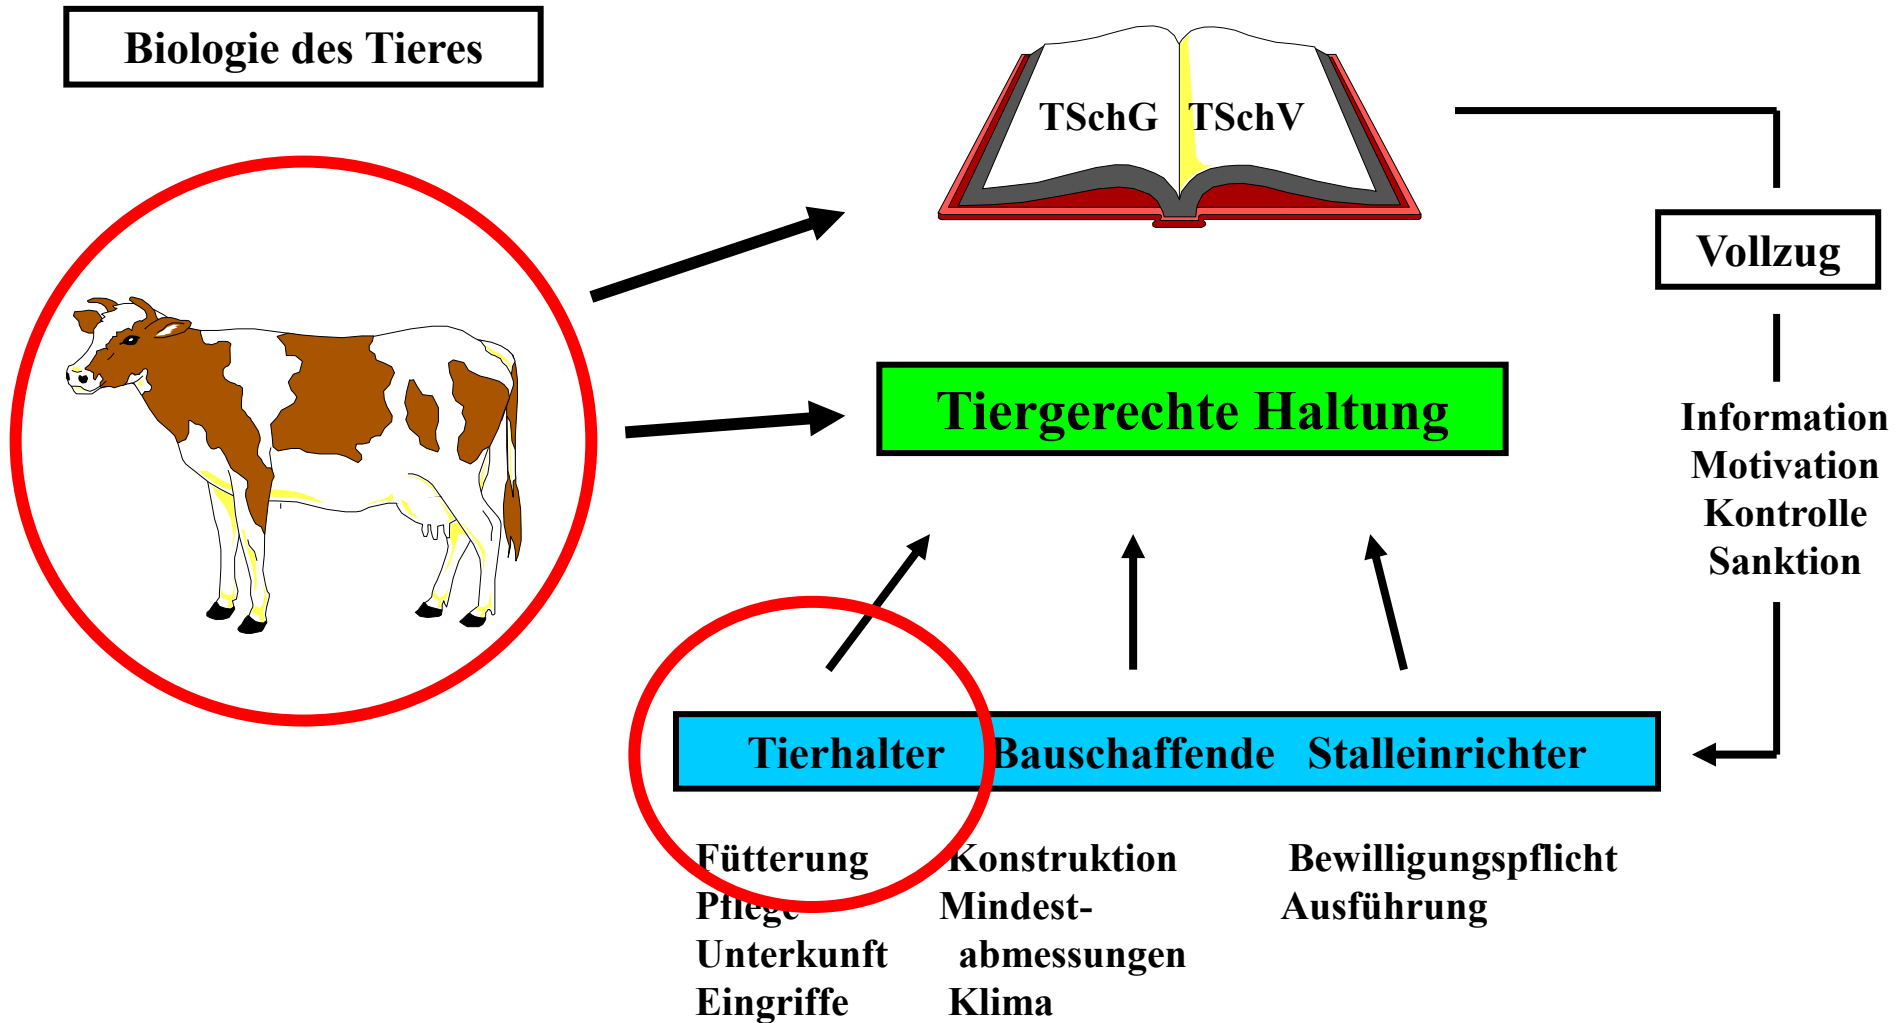 Biologie des Tieres
TSchG TSchV
Vollzug
Tiergerechte Haltung
Information
Motivation
Kontrolle
Sanktion
Tierhalter Bauschaffende Stalleinrichter
Fütterung Konstruktion Bewilligungspflicht
Pflege Mindest- Ausführung
Unterkunft abmessungen
Eingriffe Klima